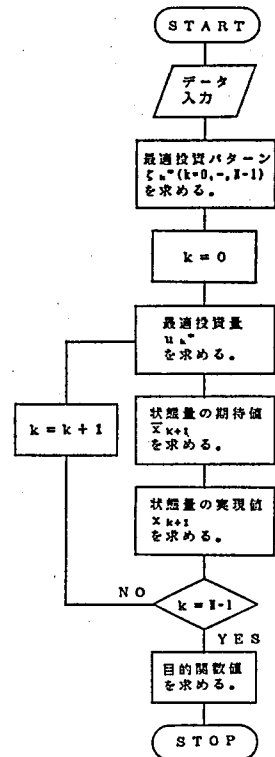 START
データ
入力
最適投資パターン
ζₖ*(k=0,-,N-1)
を求める。
k=0
最適投資量
uₖ*
を求める。
状態量の期待値
x̄ₖ₊₁
を求める。
k=k+1
状態量の実現値
xₖ₊₁
を求める。
NO
k=N-1
YES
目的関数値
を求める。
STOP